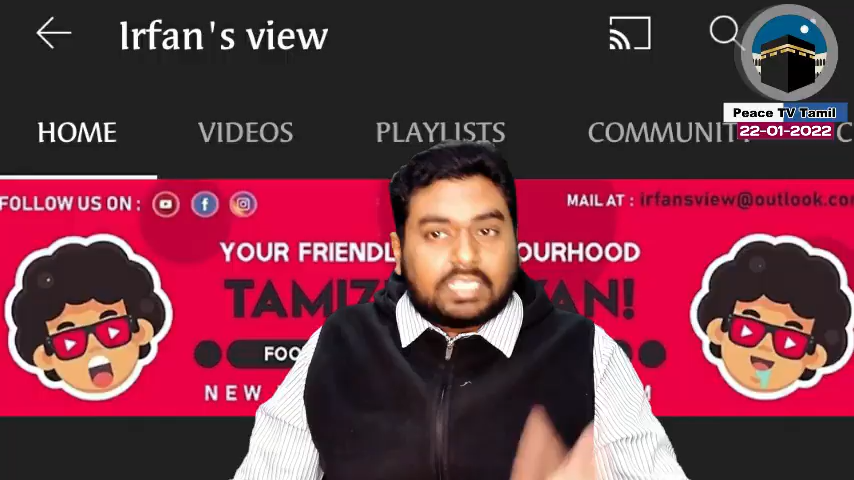 Irfan's view
Peace TV Tamil
22-01-2022
HOME VIDEOS PLAYLISTS COMMUNITY C
FOLLOW US ON :
MAIL AT : irfansview@outlook.co
YOUR FRIENDL OURHOOD
TAMIZ AN!
FOO
NEW